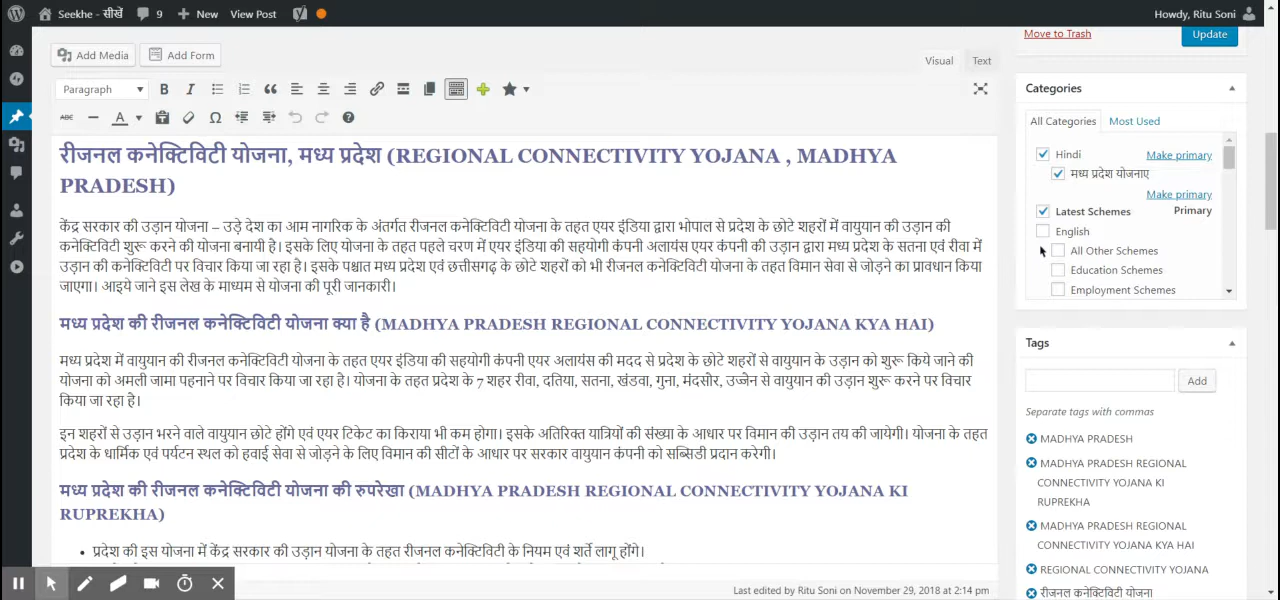 Seekhe - सीखें 9 New View Post Howdy, Ritu Soni
Add Media Add Form
Visual Text
Paragraph
ABC A
रीजनल कनेक्टिविटी योजना, मध्य प्रदेश (REGIONAL CONNECTIVITY YOJANA , MADHYA
PRADESH)
केंद्र सरकार की उड़ान योजना – उड़े देश का आम नागरिक के अंतर्गत रीजनल कनेक्टिविटी योजना के तहत एयर इंडिया द्वारा भोपाल से प्रदेश के छोटे शहरों में वायुयान की उड़ान की
कनेक्टिविटी शुरू करने की योजना बनायी है। इसके लिए योजना के तहत पहले चरण में एयर इंडिया की सहयोगी कंपनी अलायंस एयर कंपनी की उड़ान द्वारा मध्य प्रदेश के सतना एवं रीवा में
उड़ान की कनेक्टिविटी पर विचार किया जा रहा है। इसके पश्चात मध्य प्रदेश एवं छत्तीसगढ़ के छोटे शहरों को भी रीजनल कनेक्टिविटी योजना के तहत विमान सेवा से जोड़ने का प्रावधान किया
जाएगा। आइये जाने इस लेख के माध्यम से योजना की पूरी जानकारी।
मध्य प्रदेश की रीजनल कनेक्टिविटी योजना क्या है (MADHYA PRADESH REGIONAL CONNECTIVITY YOJANA KYA HAI)
मध्य प्रदेश में वायुयान की रीजनल कनेक्टिविटी योजना के तहत एयर इंडिया की सहयोगी कंपनी एयर अलायंस की मदद से प्रदेश के छोटे शहरों से वायुयान के उड़ान को शुरू किये जाने की
योजना को अमली जामा पहनाने पर विचार किया जा रहा है। योजना के तहत प्रदेश के 7 शहर रीवा, दतिया, सतना, खंडवा, गुना, मंदसौर, उज्जैन से वायुयान की उड़ान शुरू करने पर विचार
किया जा रहा है।
इन शहरों से उड़ान भरने वाले वायुयान छोटे होंगे एवं एयर टिकेट का किराया भी कम होगा। इसके अतिरिक्त यात्रियों की संख्या के आधार पर विमान की उड़ान तय की जायेगी। योजना के तहत
प्रदेश के धार्मिक एवं पर्यटन स्थल को हवाई सेवा से जोड़ने के लिए विमान की सीटों के आधार पर सरकार वायुयान कंपनी को सब्सिडी प्रदान करेगी।
मध्य प्रदेश की रीजनल कनेक्टिविटी योजना की रुपरेखा (MADHYA PRADESH REGIONAL CONNECTIVITY YOJANA KI
RUPREKHA)
• प्रदेश की इस योजना में केंद्र सरकार की उड़ान योजना के तहत रीजनल कनेक्टिविटी के नियम एवं शर्ते लागू होंगे।
Last edited by Ritu Soni on November 29, 2018 at 2:14 pm
Move to Trash Update
Categories
All Categories Most Used
Hindi Make primary
मध्य प्रदेश योजनाए
Make primary
Latest Schemes Primary
English
All Other Schemes
Education Schemes
Employment Schemes
Tags
Add
Separate tags with commas
MADHYA PRADESH
MADHYA PRADESH REGIONAL
CONNECTIVITY YOJANA KI
RUPREKHA
MADHYA PRADESH REGIONAL
CONNECTIVITY YOJANA KYA HAI
REGIONAL CONNECTIVITY YOJANA
रीजनल कनेक्टिविटी योजना